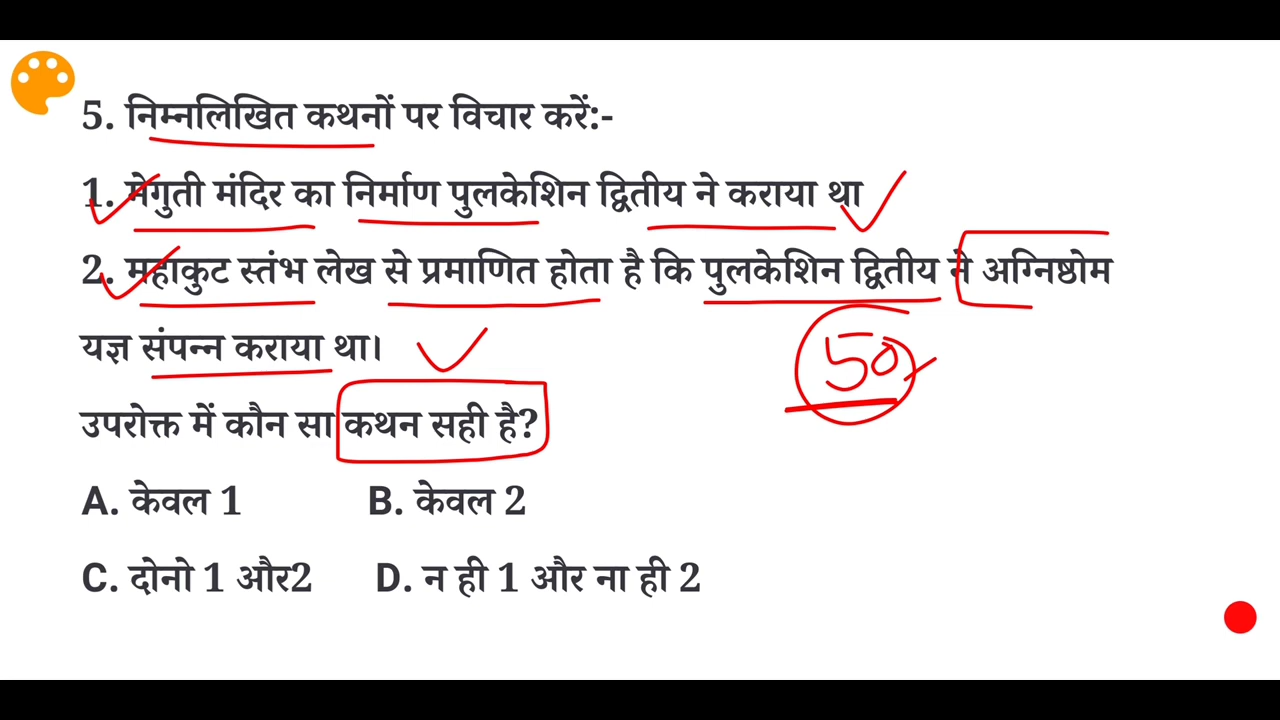 5. निम्नलिखित कथनों पर विचार करें:-
1. मेगुती मंदिर का निर्माण पुलकेशिन द्वितीय ने कराया था
2. महाकुट स्तंभ लेख से प्रमाणित होता है कि पुलकेशिन द्वितीय ने अग्निष्ठोम
यज्ञ संपन्न कराया था।
50
उपरोक्त में कौन सा कथन सही है?
A. केवल 1 B. केवल 2
C. दोनो 1 और2 D. न ही 1 और ना ही 2